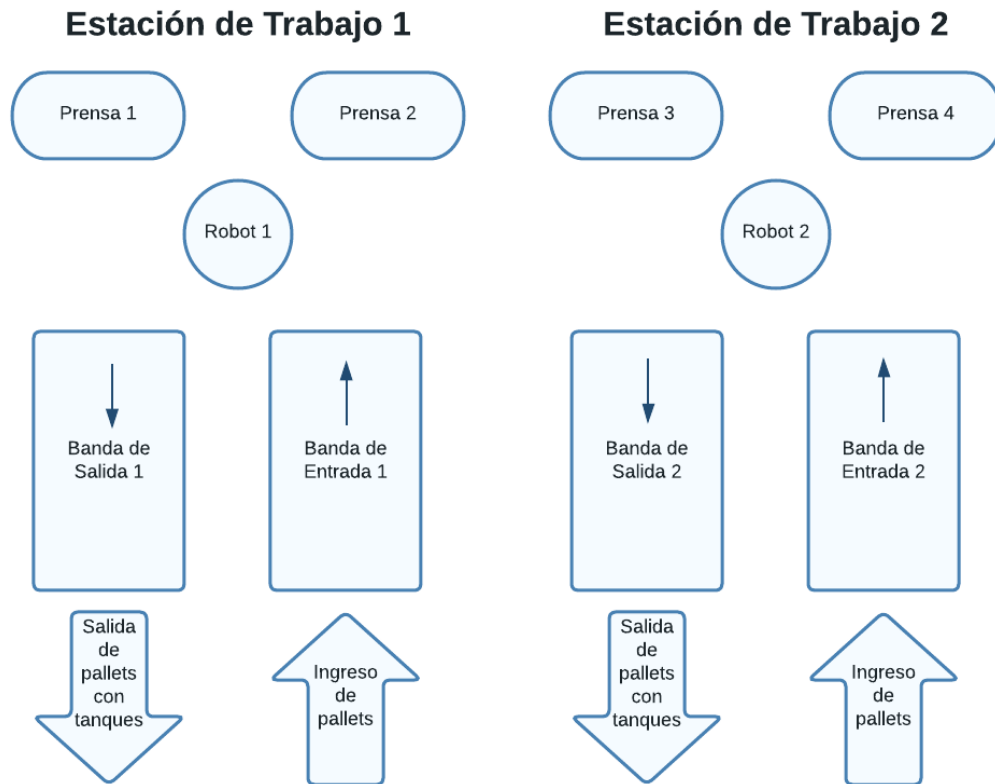 Estación de Trabajo 1
Estación de Trabajo 2
Prensa 1
Prensa 2
Prensa 3
Prensa 4
Robot 1
Robot 2
Banda de
Salida 1
Banda de
Entrada 1
Banda de
Salida 2
Banda de
Entrada 2
Salida
de
pallets
con
tanques
Ingreso
de
pallets
Salida
de
pallets
con
tanques
Ingreso
de
pallets